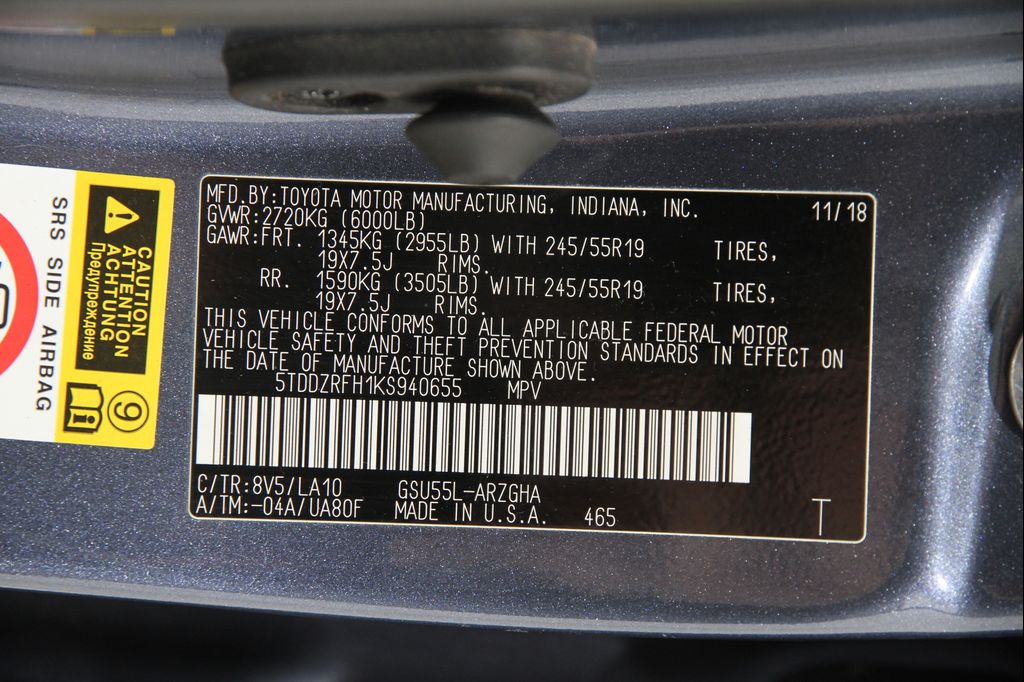 MFD.BY:TOYOTA MOTOR MANUFACTURING, INDIANA, INC. 11/18
GVWR:2720KG (6000LB)
GAWR:FRT. 1345KG (2955LB) WITH 245/55R19 TIRES,
19X7.5J RIMS.
RR. 1590KG (3505LB) WITH 245/55R19 TIRES,
19X7.5J RIMS.
THIS VEHICLE CONFORMS TO ALL APPLICABLE FEDERAL MOTOR
VEHICLE SAFETY AND THEFT PREVENTION STANDARDS IN EFFECT ON
THE DATE OF MANUFACTURE SHOWN ABOVE.
5TDDZRFH1KS940655 MPV
C/TR:8V5/LA10 GSU55L-ARZGHA
A/TM:-04A/UA80F MADE IN U.S.A. 465 T
CAUTION
ATTENTION
ACHTUNG
Предупреждение
9
SRS SIDE AIRBAG